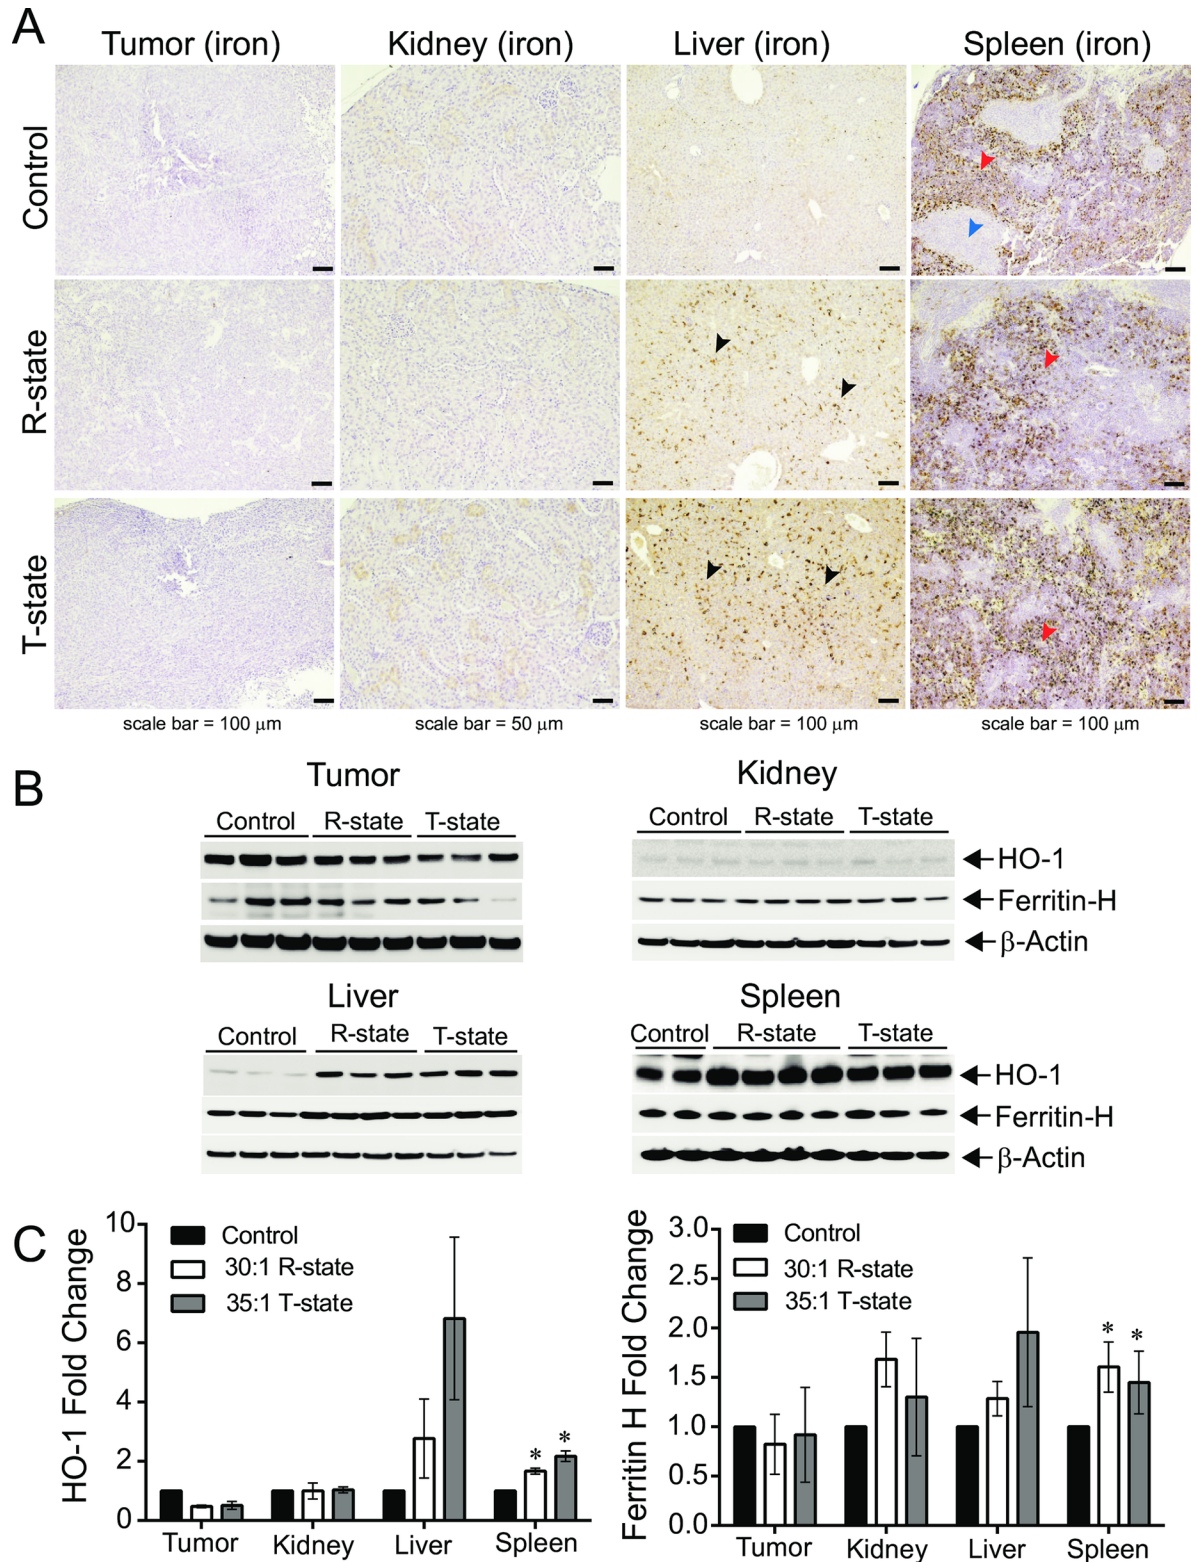 A
Tumor (iron)
Kidney (iron)
Liver (iron)
Spleen (iron)
Control
R-state
T-state
scale bar = 100 μm
scale bar = 50 μm
scale bar = 100 μm
scale bar = 100 μm
B
Tumor
Control
R-state
T-state
Kidney
Control
R-state
T-state
HO-1
Ferritin-H
β-Actin
Liver
Control
R-state
T-state
Spleen
Control
R-state
T-state
HO-1
Ferritin-H
β-Actin
C
HO-1 Fold Change
10
8
6
4
2
0
Control
30:1 R-state
35:1 T-state
* *
Tumor
Kidney
Liver
Spleen
Ferritin H Fold Change
3.0
2.5
2.0
1.5
1.0
0.5
0.0
Control
30:1 R-state
35:1 T-state
* *
Tumor
Kidney
Liver
Spleen